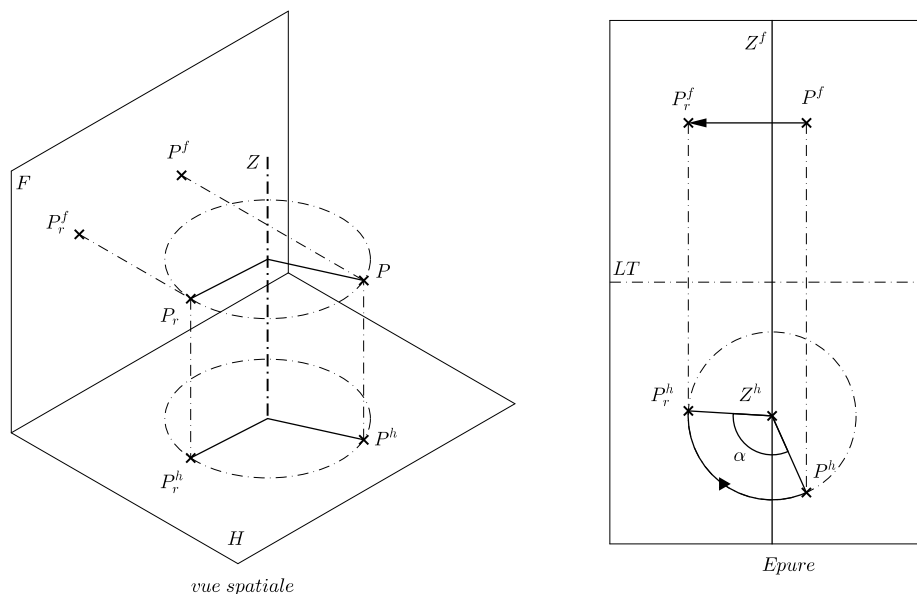 F
P^f
P_r^f
Z
P
P_r
P^h
P_r^h
H
vue spatiale
Z^f
P_r^f
P^f
LT
P_r^h
Z^h
α
P^h
Epure